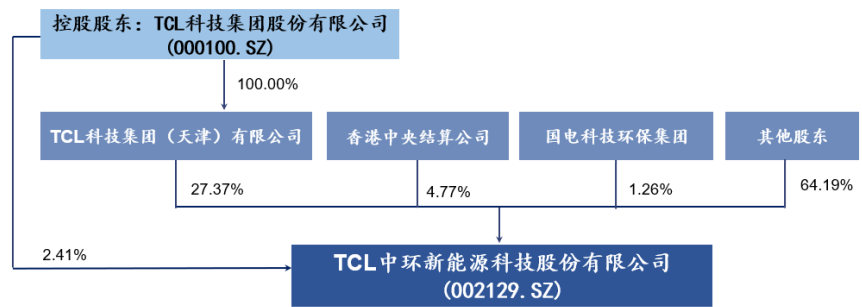 控股股东：TCL科技集团股份有限公司
(000100.SZ)
100.00%
TCL科技集团（天津）有限公司
香港中央结算公司
国电科技环保集团
其他股东
27.37%
4.77%
1.26%
64.19%
2.41%
TCL中环新能源科技股份有限公司
(002129.SZ)